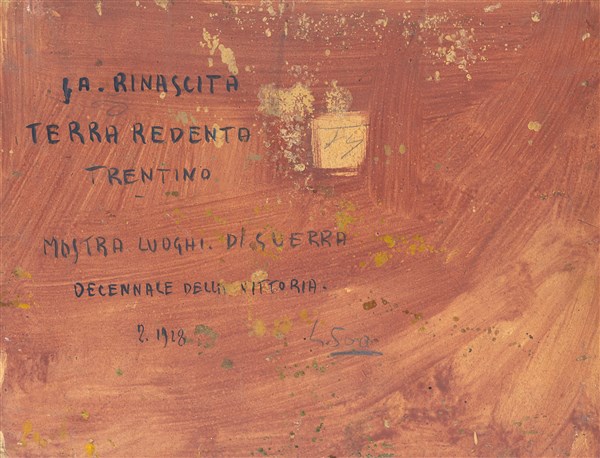 LA. RINASCITA
TERRA REDENTA
TRENTINO
MOSTRA LUOGHI. DI GUERRA
DECENNALE DELLA VITTORIA.
2. 1928